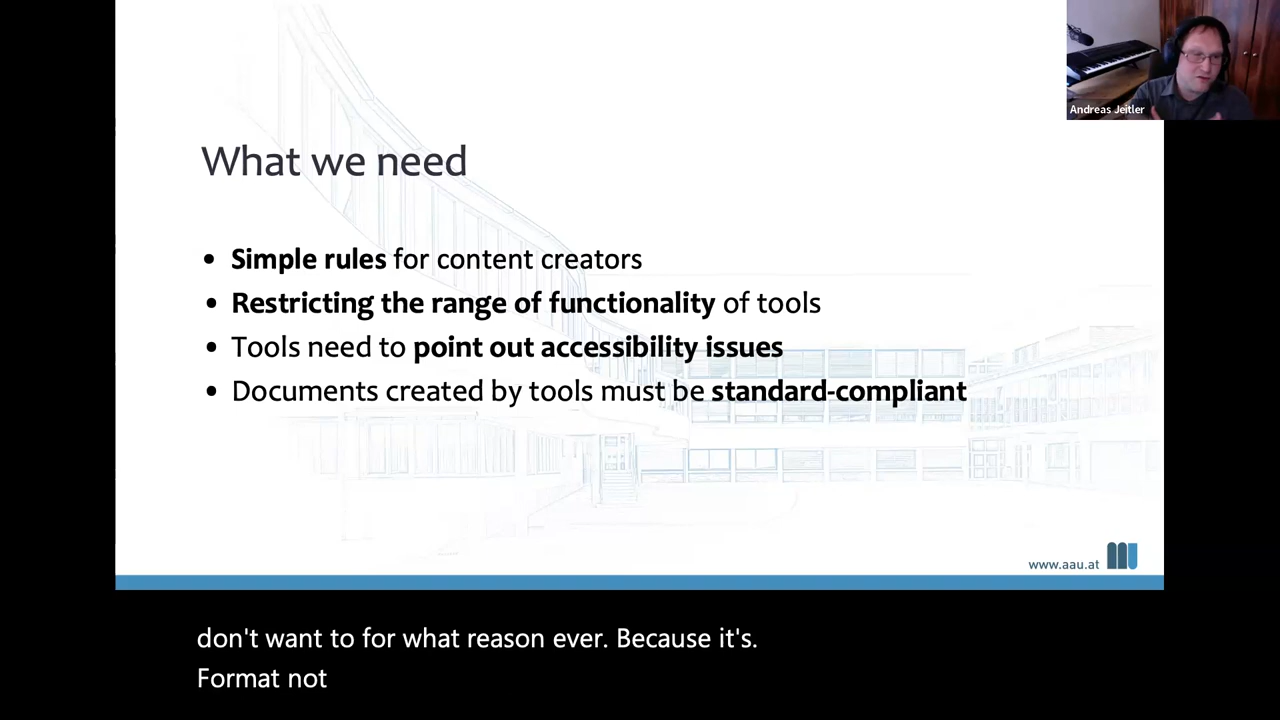 Andreas Jeitler
What we need
• Simple rules for content creators
• Restricting the range of functionality of tools
• Tools need to point out accessibility issues
• Documents created by tools must be standard-compliant
www.aau.at
don't want to for what reason ever. Because it's.
Format not